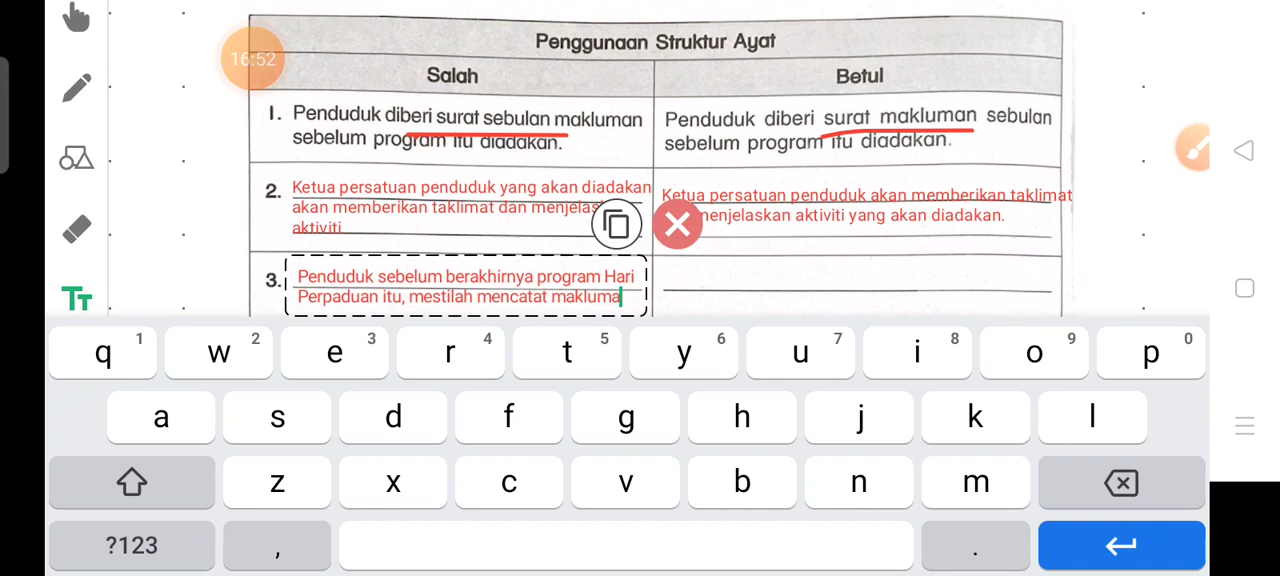 16:52
Penggunaan Struktur Ayat
Salah
Betul
1. Penduduk diberi surat sebulan makluman
sebelum program itu diadakan.
Penduduk diberi surat makluman sebulan
sebelum program itu diadakan.
2. Ketua persatuan penduduk yang akan diadakan
akan memberikan taklimat dan
aktiviti
Ketua persatuan penduduk akan memberikan taklimat
menjelaskan aktiviti yang akan diadakan.
3. Penduduk sebelum berakhirnya program Hari
Perpaduan itu, mestilah mencatat makluma
Tт
q 1 w 2 e 3 r 4 t 5 y 6 u 7 i 8 o 9 p 0
a s d f g h j k l
z x c v b n m
?123 , .